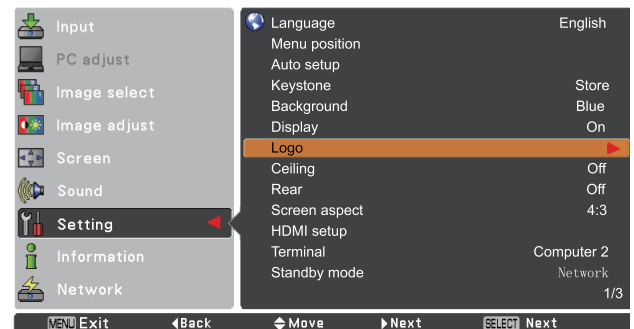 Input
PC adjust
Image select
Image adjust
Screen
Sound
Setting
Information
Network
Language English
Menu position
Auto setup
Keystone Store
Background Blue
Display On
Logo
Ceiling Off
Rear Off
Screen aspect 4:3
HDMI setup
Terminal Computer 2
Standby mode Network
1/3
MENU Exit Back Move Next SELECT Next